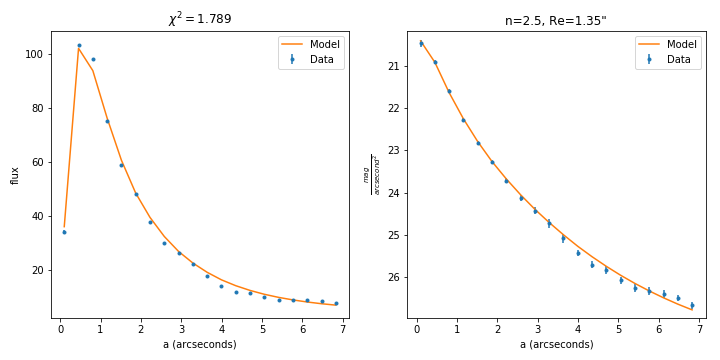 χ² = 1.789
Model
Data
flux
100
80
60
40
20
0
1
2
3
4
5
6
7
a (arcseconds)
n=2.5, Re=1.35"
Model
Data
mag/arcsecond²
21
22
23
24
25
26
0
1
2
3
4
5
6
7
a (arcseconds)